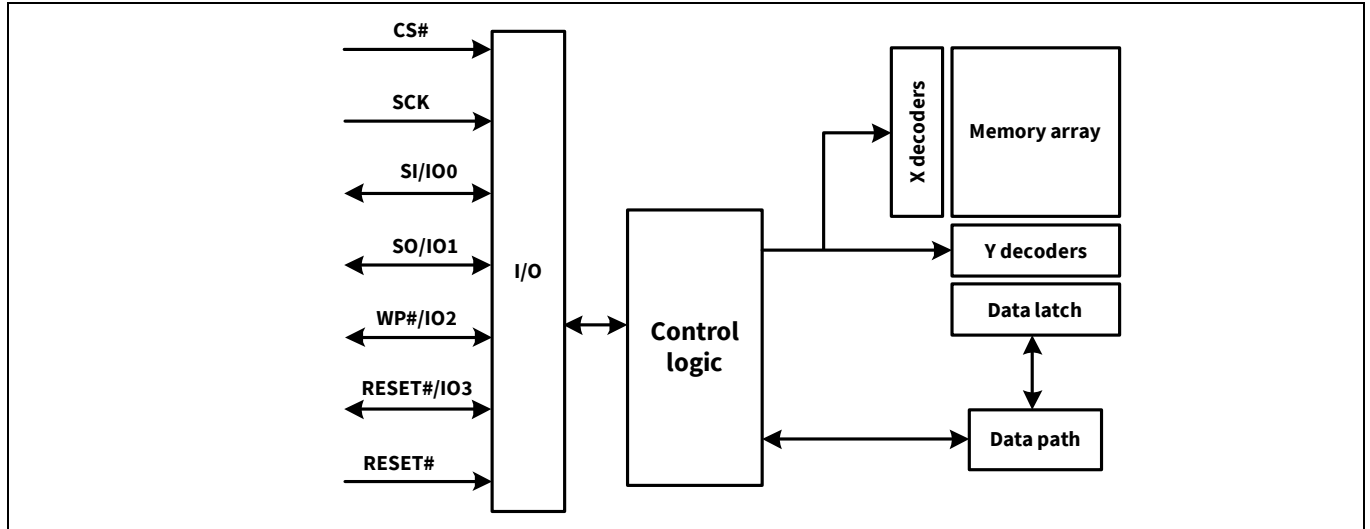 CS#
SCK
SI/IO0
SO/IO1
WP#/IO2
RESET#/IO3
RESET#
I/O
Control
logic
X decoders
Memory array
Y decoders
Data latch
Data path